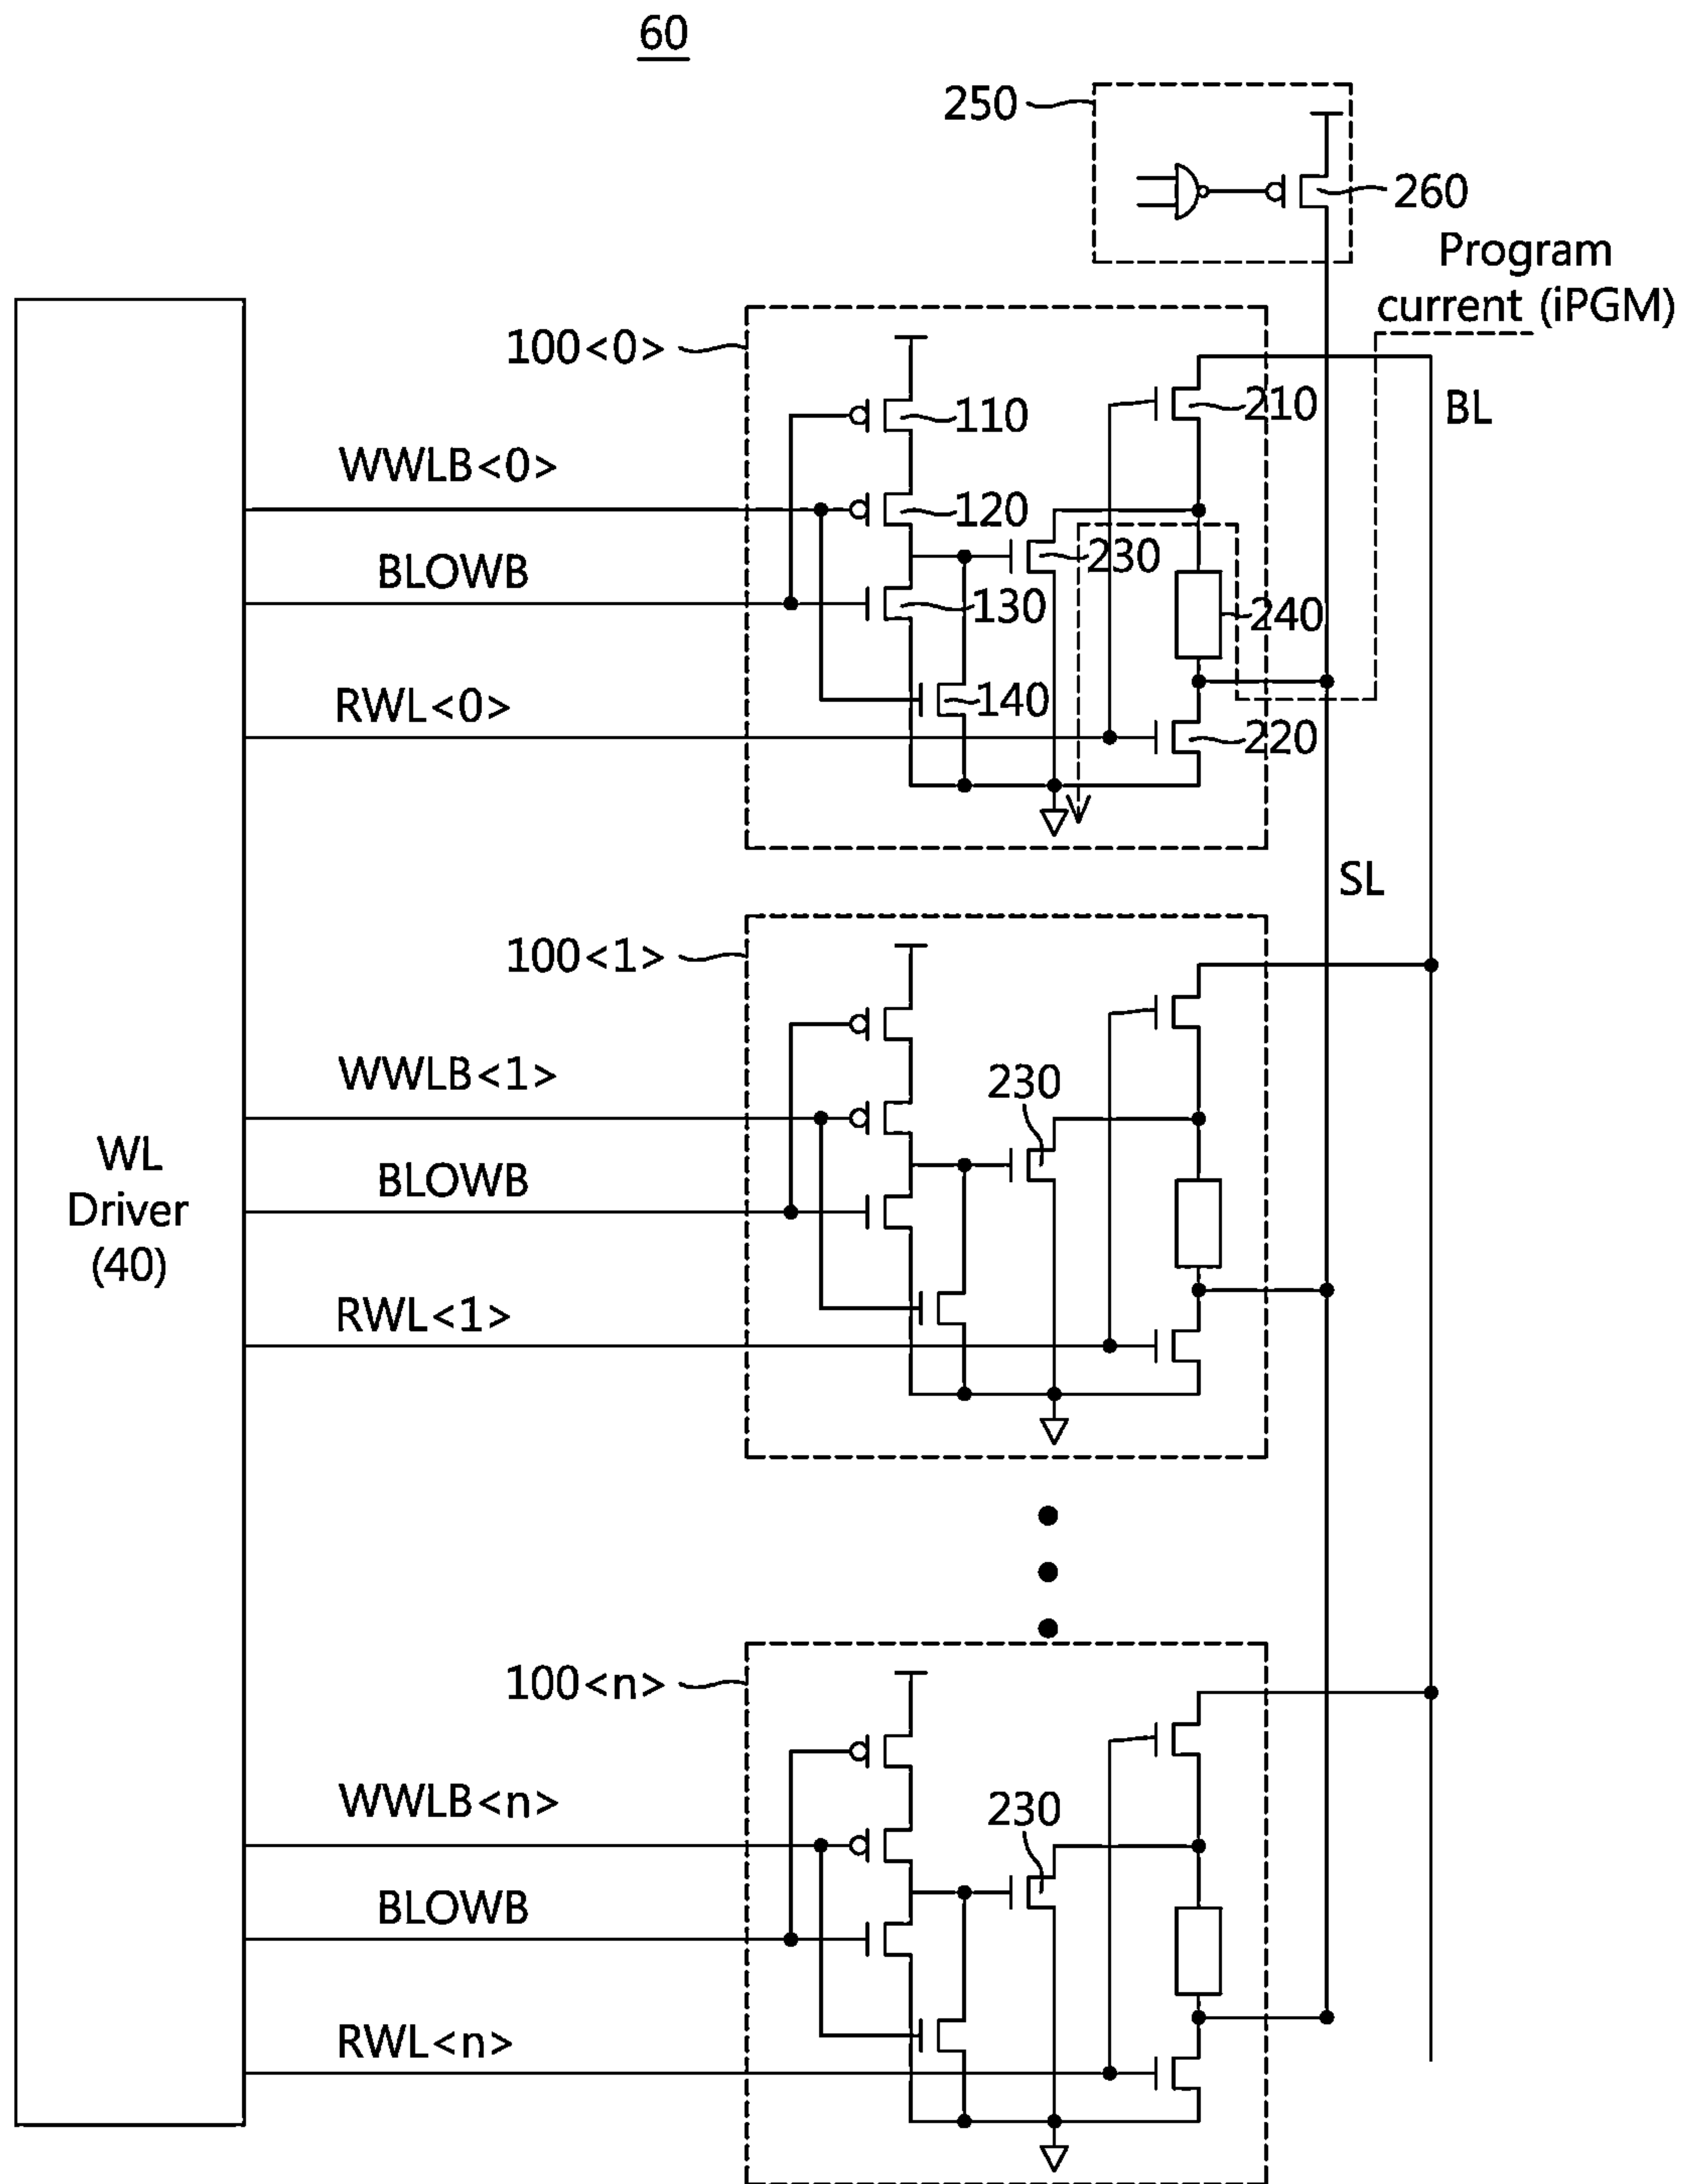 60
250
260
Program
current (iPGM)
100<0>
110
210
BL
WWLB<0>
120
230
BLOWB
130
240
RWL<0>
140
220
SL
100<1>
WWLB<1>
230
WL
Driver
(40)
BLOWB
RWL<1>
100<n>
WWLB<n>
230
BLOWB
RWL<n>